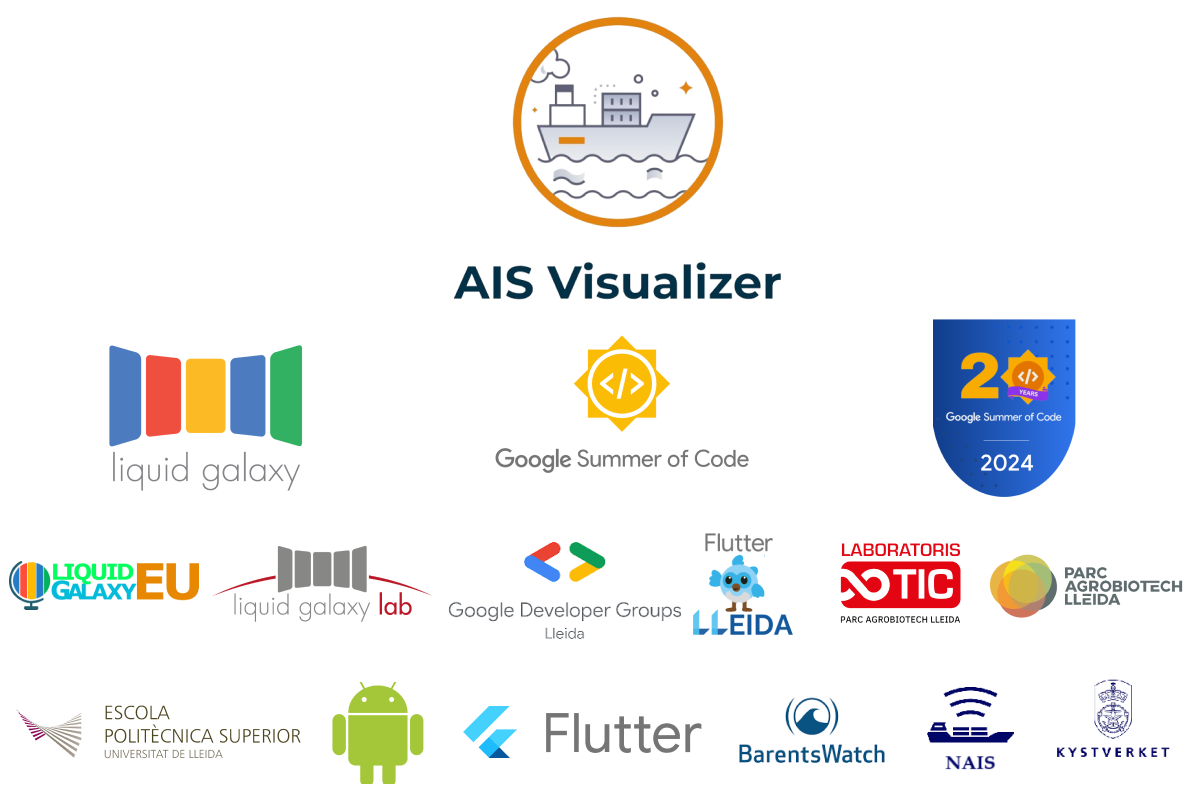 AIS Visualizer
liquid galaxy
</>
Google Summer of Code
20
</>
YEARS
Google Summer of Code
2024
LIQUID
GALAXY
EU
liquid galaxy lab
Google Developer Groups
Lleida
Flutter
LLEIDA
LABORATORIS
TIC
PARC AGROBIOTECH LLEIDA
PARC
AGROBIOTECH
LLEIDA
ESCOLA
POLITÈCNICA SUPERIOR
UNIVERSITAT DE LLEIDA
Flutter
BarentsWatch
NAIS
KYSTVERKET